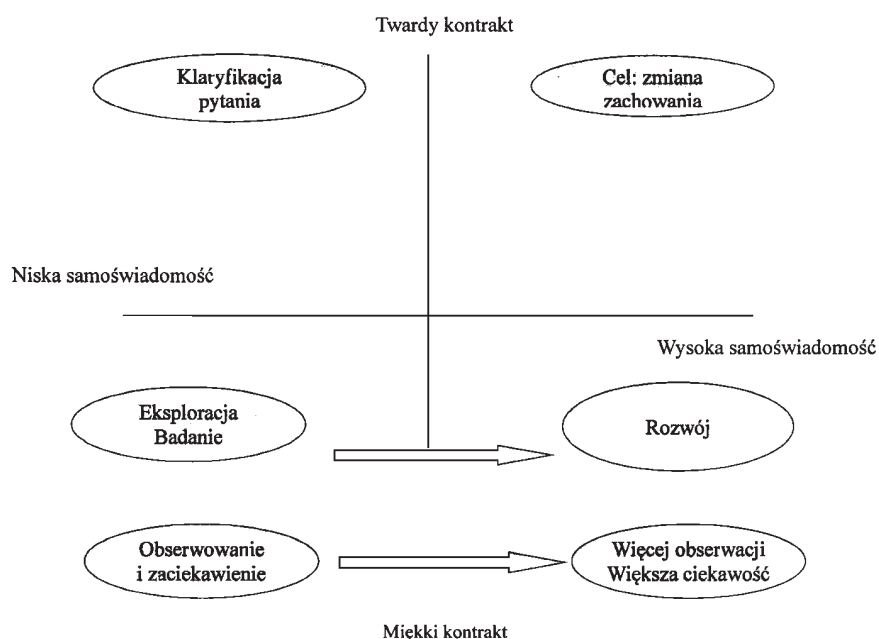 Twardy kontrakt
Klaryfikacja
pytania
Cel: zmiana
zachowania
Niska samoświadomość
Wysoka samoświadomość
Eksploracja
Badanie
Rozwój
Obserwowanie
i zaciekawienie
Więcej obserwacji
Większa ciekawość
Miękki kontrakt